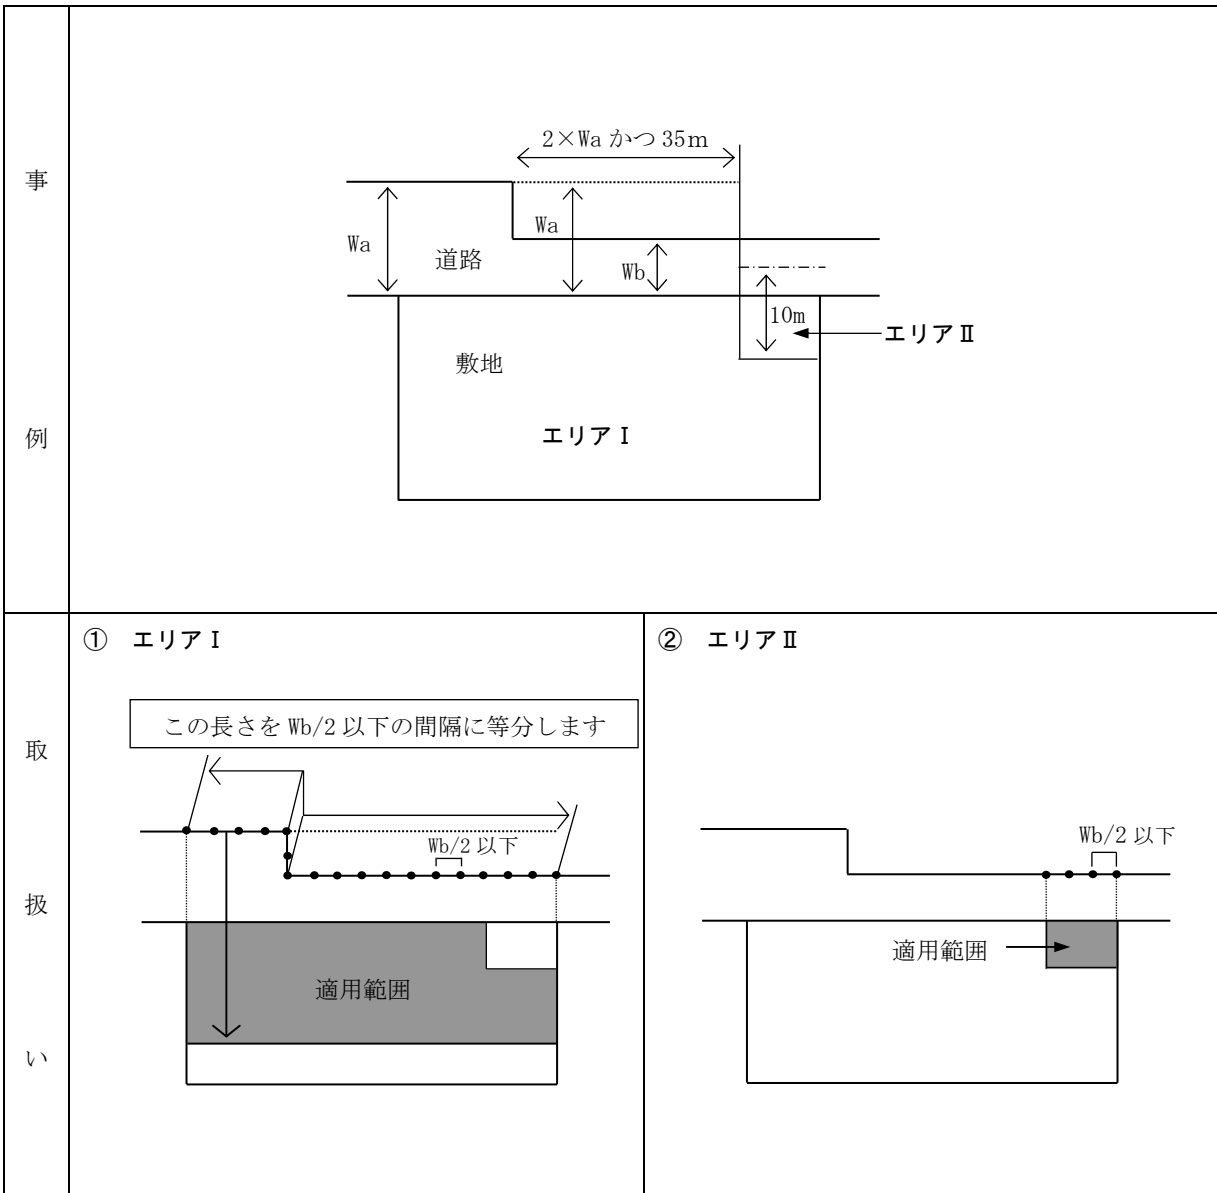 事例
2×Wa かつ 35m
Wa
Wa
道路
Wb
10m
エリアⅡ
敷地
エリアⅠ
取扱い
① エリアⅠ
この長さを Wb/2 以下の間隔に等分します
Wb/2 以下
適用範囲
② エリアⅡ
Wb/2 以下
適用範囲